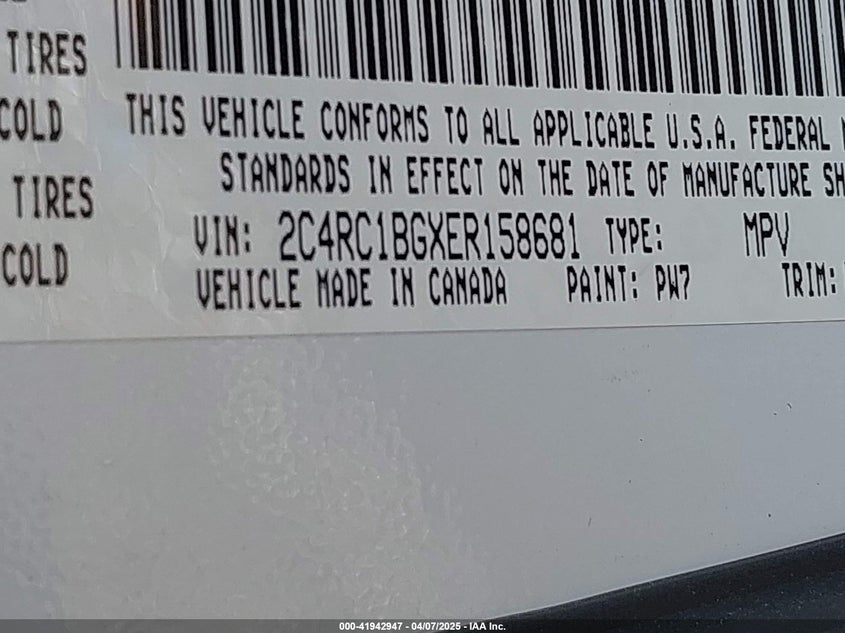 TIRES
COLD
TIRES
COLD
THIS VEHICLE CONFORMS TO ALL APPLICABLE U.S.A. FEDERAL
STANDARDS IN EFFECT ON THE DATE OF MANUFACTURE SH
VIN: 2C4RC1BGXER158681 TYPE: MPV
VEHICLE MADE IN CANADA PAINT: PW7 TRIM:
000-41942947 - 04/07/2025 - IAA Inc.